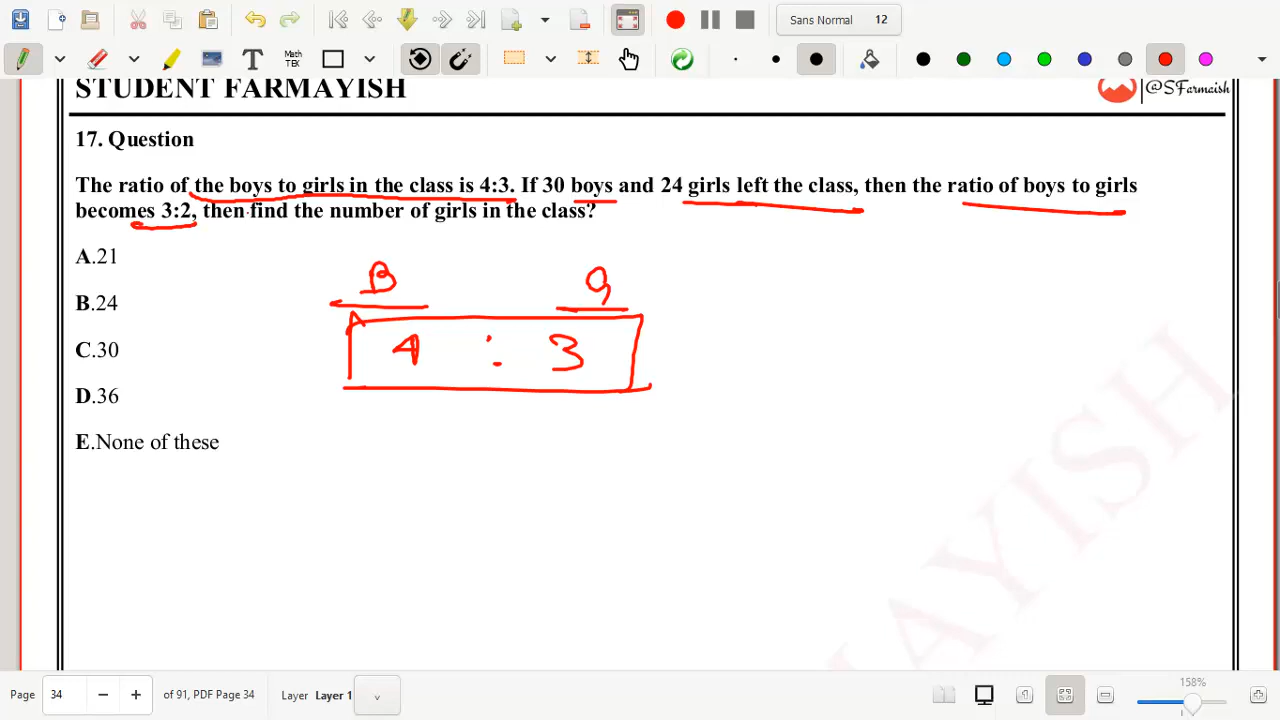 Sans Normal 12
Math
TEX
STUDENT FARMAYISH
@SFarmaish
17. Question
The ratio of the boys to girls in the class is 4:3. If 30 boys and 24 girls left the class, then the ratio of boys to girls
becomes 3:2, then find the number of girls in the class?
A.21
B.24
C.30
D.36
E.None of these
B G
4 : 3
AYISH
Page 34 of 91, PDF Page 34 Layer Layer 1 158%